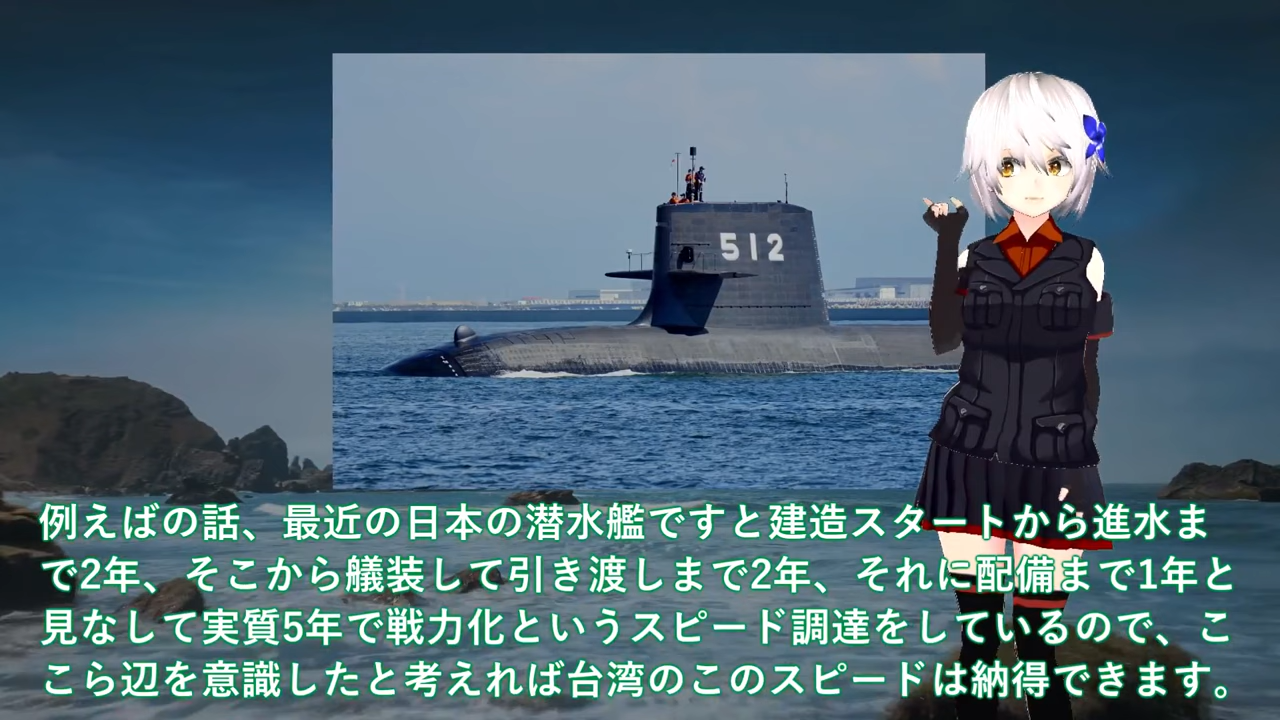 512
例えばの話、最近の日本の潜水艦ですと建造スタートから進水ま
で2年、そこから艤装して引き渡しまで2年、それに配備まで1年と
見なして実質5年で戦力化というスピード調達をしているので、こ
こら辺を意識したと考えれば台湾のこのスピードは納得できます。